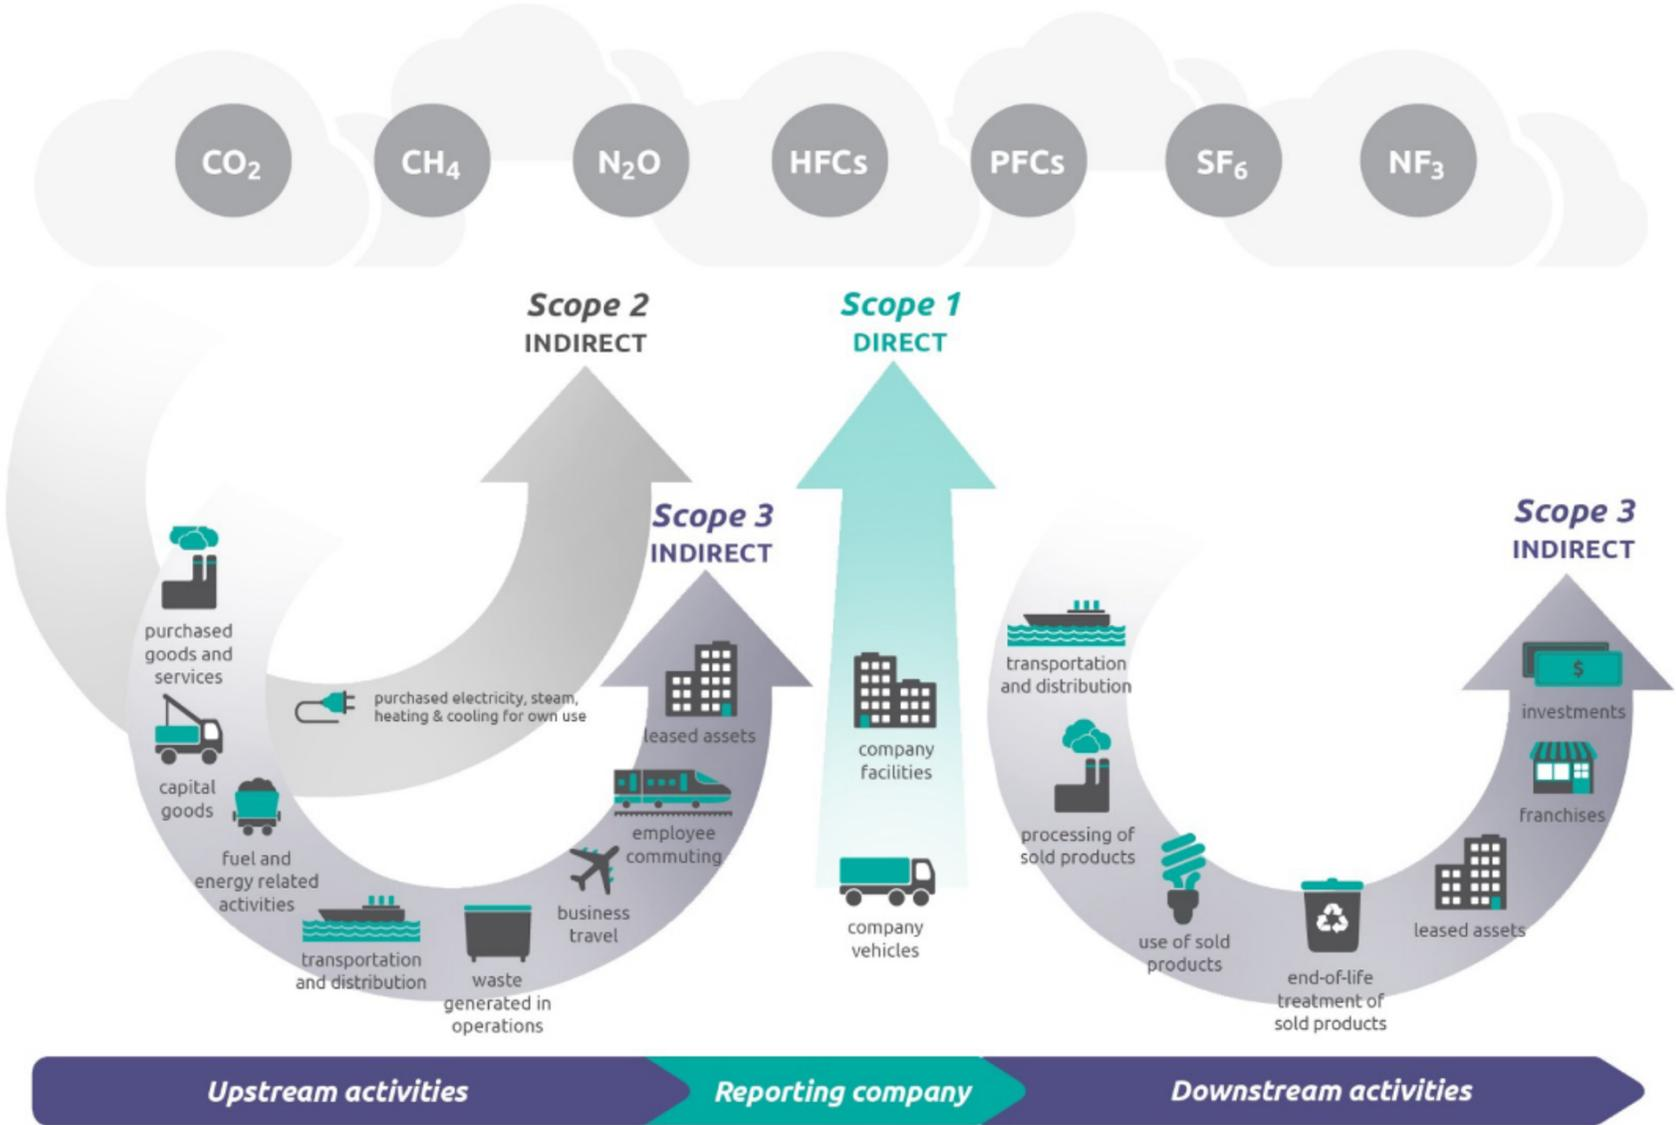 CO₂
CH₄
N₂O
HFCs
PFCs
SF₆
NF₃
Scope 2
INDIRECT
Scope 1
DIRECT
Scope 3
INDIRECT
Scope 3
INDIRECT
purchased
goods and
services
capital
goods
fuel and
energy related
activities
transportation
and distribution
waste
generated in
operations
business
travel
employee
commuting
leased assets
purchased electricity, steam,
heating & cooling for own use
company
facilities
company
vehicles
transportation
and distribution
processing of
sold products
use of sold
products
end-of-life
treatment of
sold products
leased assets
franchises
investments
$
Upstream activities
Reporting company
Downstream activities